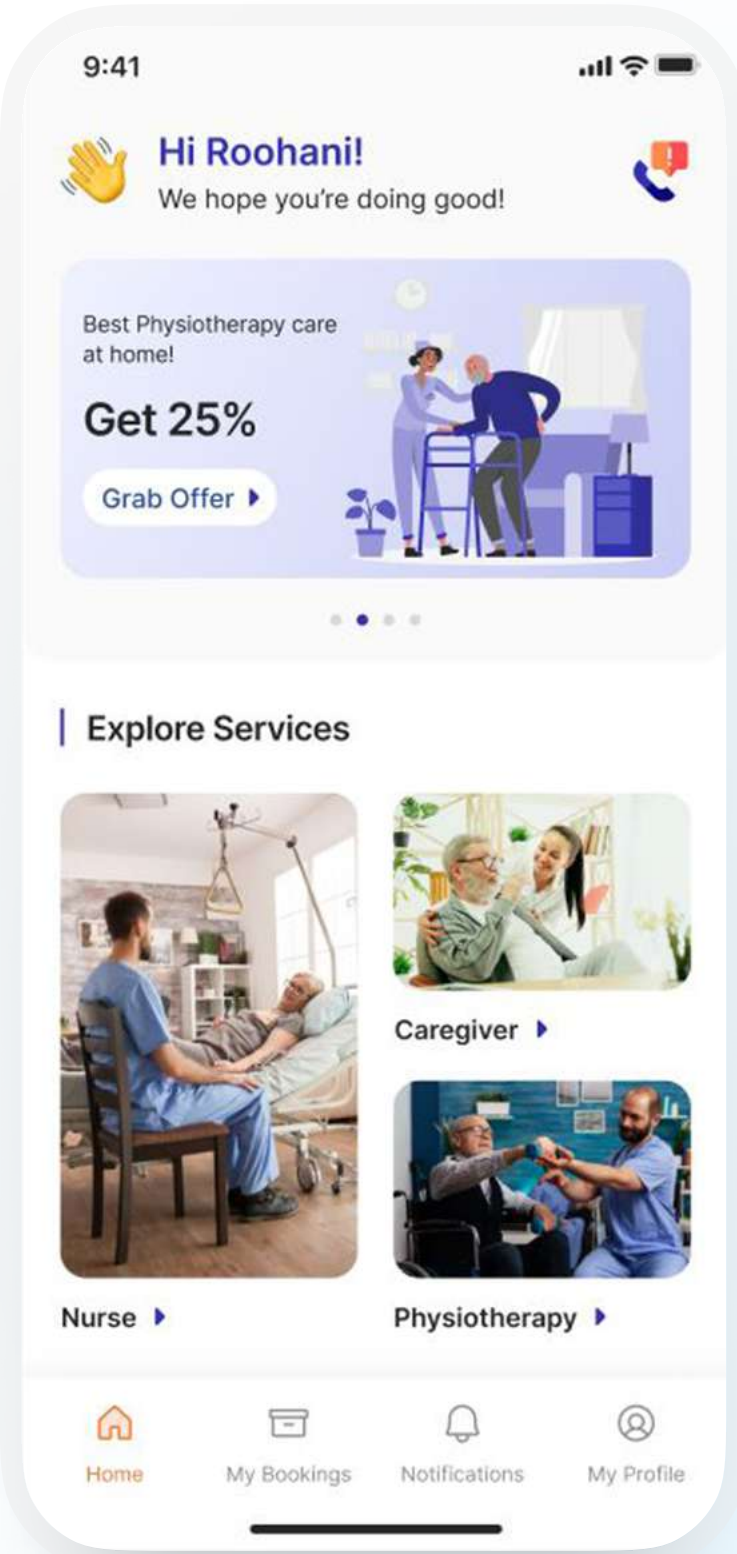 9:41
Hi Roohani!
We hope you're doing good!
Best Physiotherapy care
at home!
Get 25%
Grab Offer
Explore Services
Caregiver
Nurse
Physiotherapy
Home
My Bookings
Notifications
My Profile